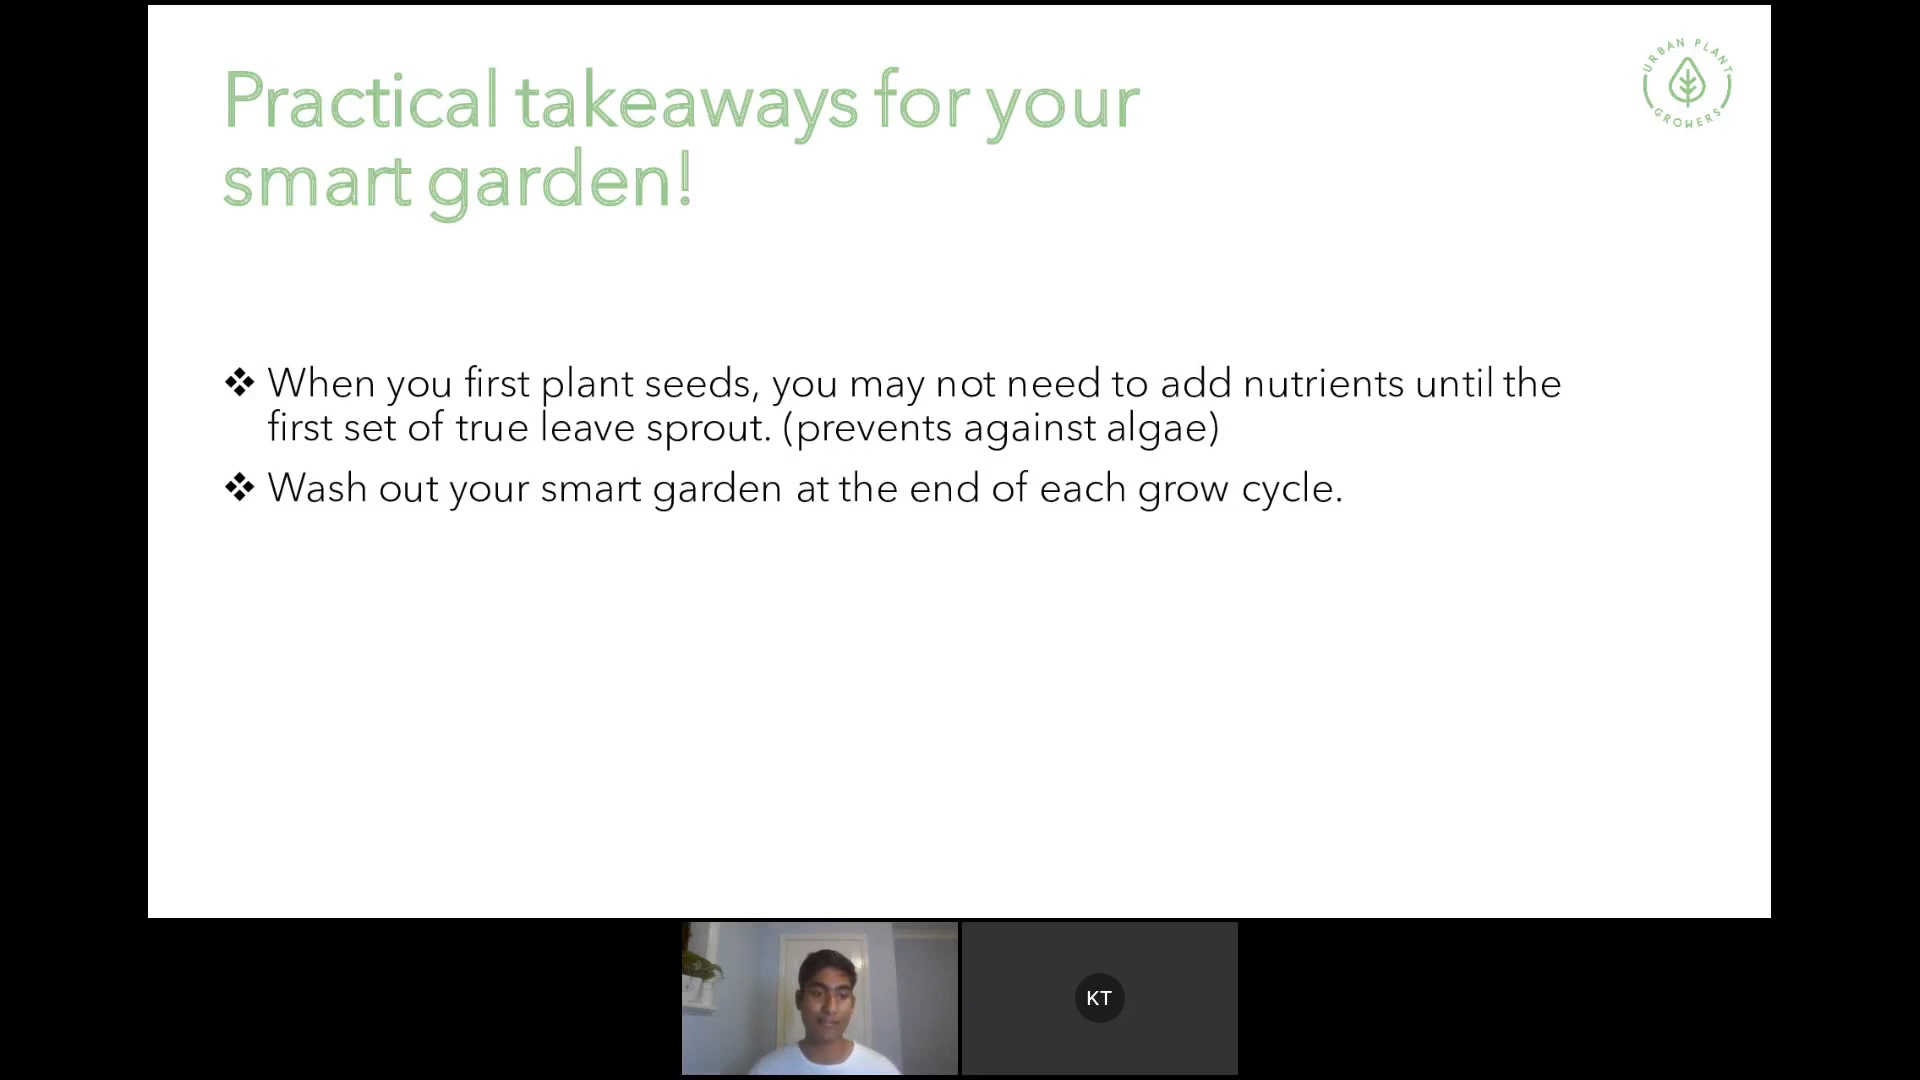 Practical takeaways for your
smart garden!
URBAN PLANT
GROWERS
❖ When you first plant seeds, you may not need to add nutrients until the
first set of true leave sprout. (prevents against algae)
❖ Wash out your smart garden at the end of each grow cycle.
KT